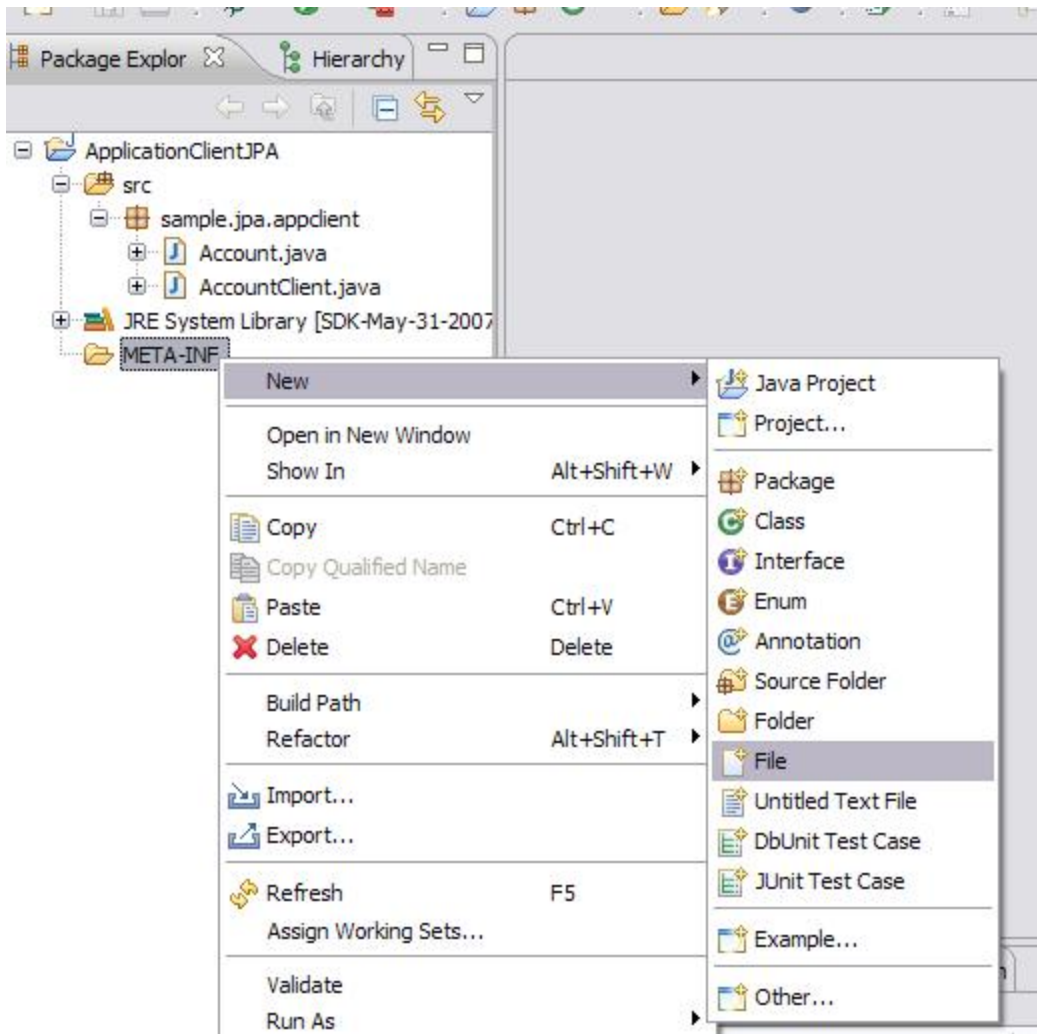 Package Explor
Hierarchy
ApplicationClientJPA
src
sample.jpa.appclient
Account.java
AccountClient.java
JRE System Library [SDK-May-31-2007
META-INF
New
Open in New Window
Show In Alt+Shift+W
Copy Ctrl+C
Copy Qualified Name
Paste Ctrl+V
Delete Delete
Build Path
Refactor Alt+Shift+T
Import...
Export...
Refresh F5
Assign Working Sets...
Validate
Run As
Java Project
Project...
Package
Class
Interface
Enum
Annotation
Source Folder
Folder
File
Untitled Text File
DbUnit Test Case
JUnit Test Case
Example...
Other...